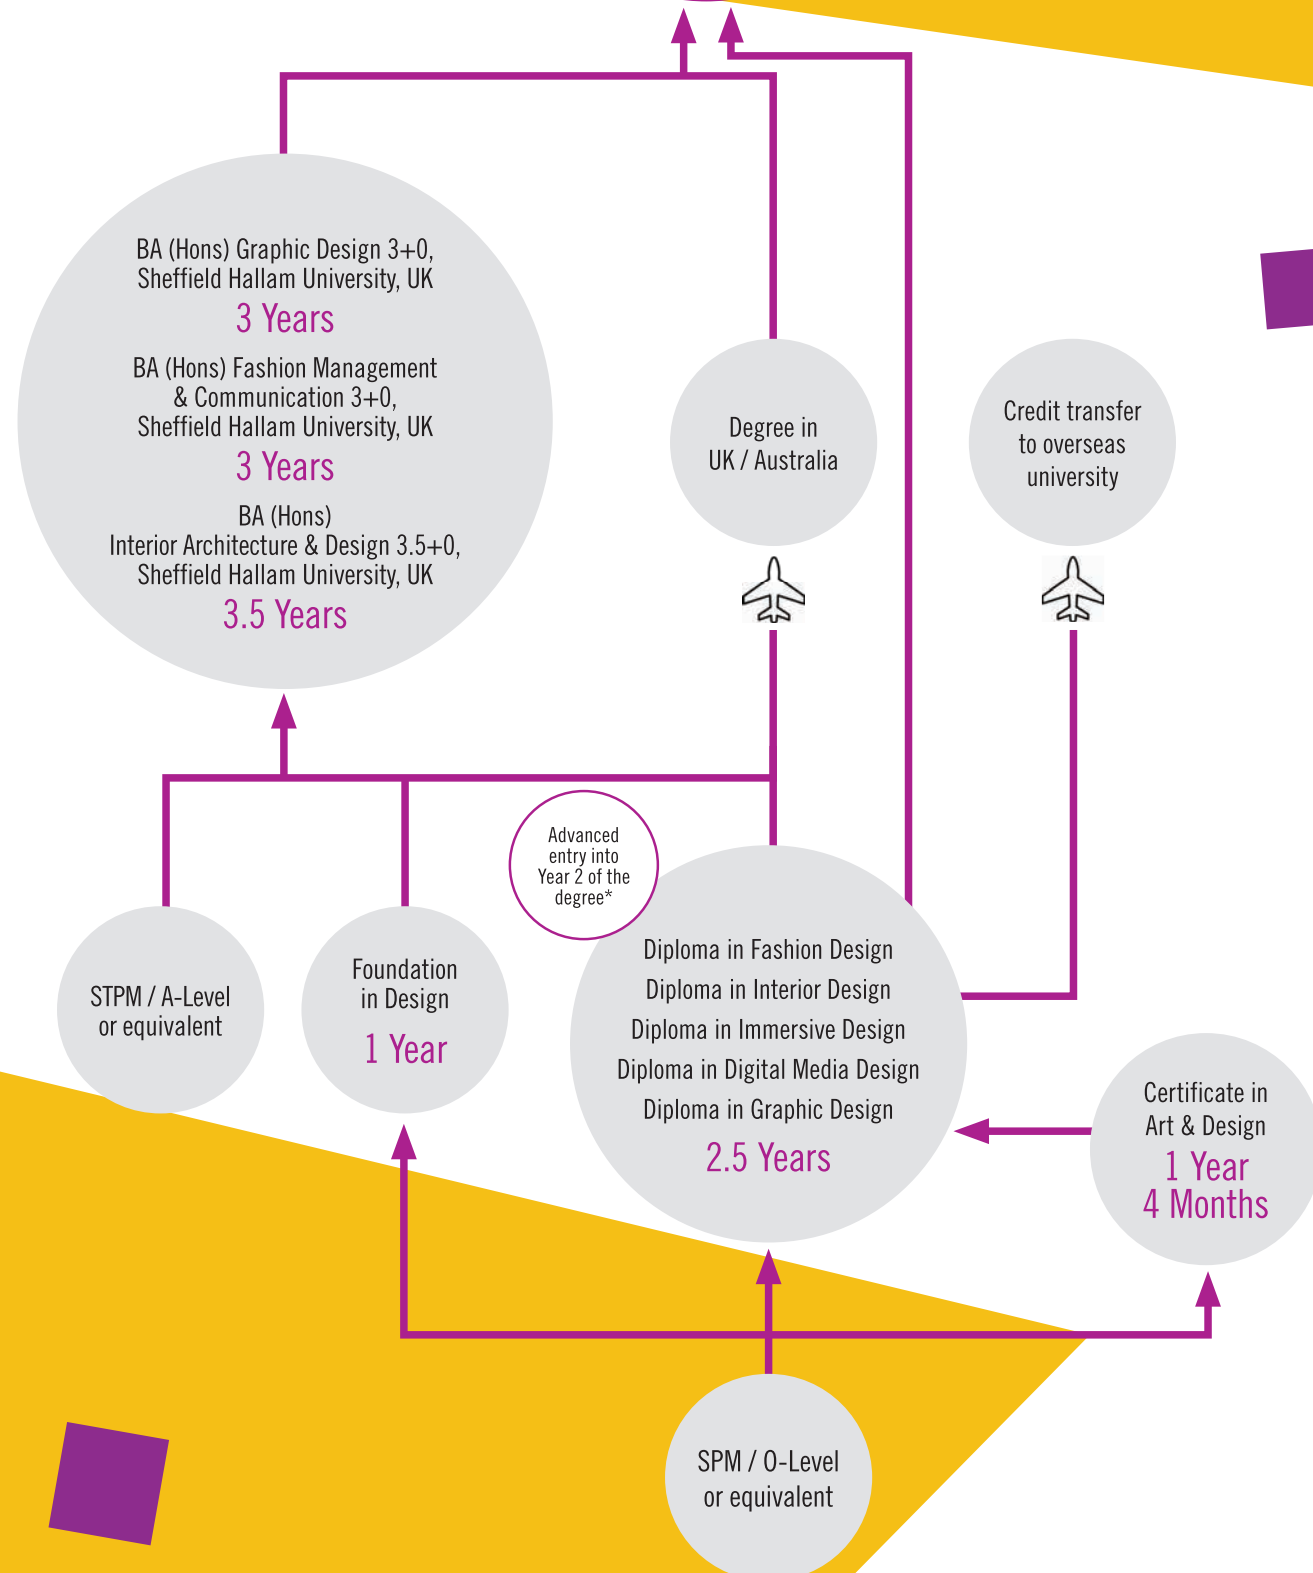 BA (Hons) Graphic Design 3+0,
Sheffield Hallam University, UK
3 Years
BA (Hons) Fashion Management
& Communication 3+0,
Sheffield Hallam University, UK
3 Years
BA (Hons)
Interior Architecture & Design 3.5+0,
Sheffield Hallam University, UK
3.5 Years
Degree in
UK / Australia
Credit transfer
to overseas
university
Advanced
entry into
Year 2 of the
degree*
STPM / A-Level
or equivalent
Foundation
in Design
1 Year
Diploma in Fashion Design
Diploma in Interior Design
Diploma in Immersive Design
Diploma in Digital Media Design
Diploma in Graphic Design
2.5 Years
Certificate in
Art & Design
1 Year
4 Months
SPM / O-Level
or equivalent